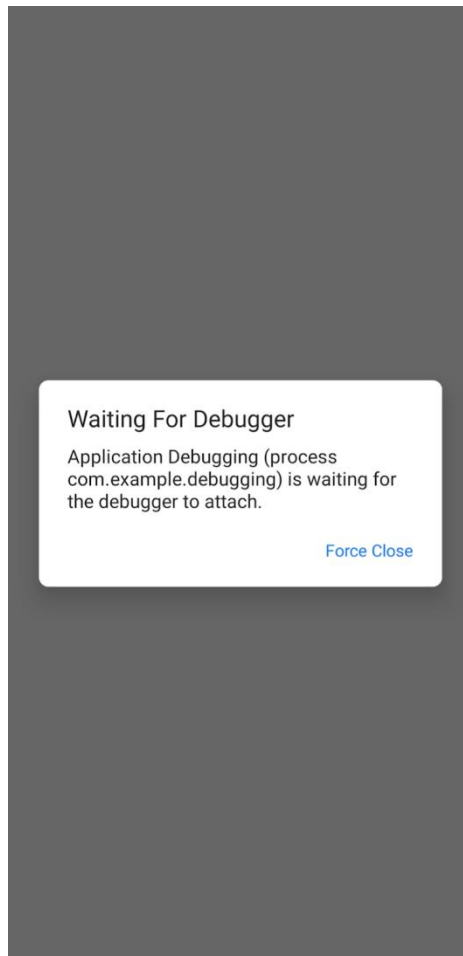 Waiting For Debugger
Application Debugging (process
com.example.debugging) is waiting for
the debugger to attach.
Force Close